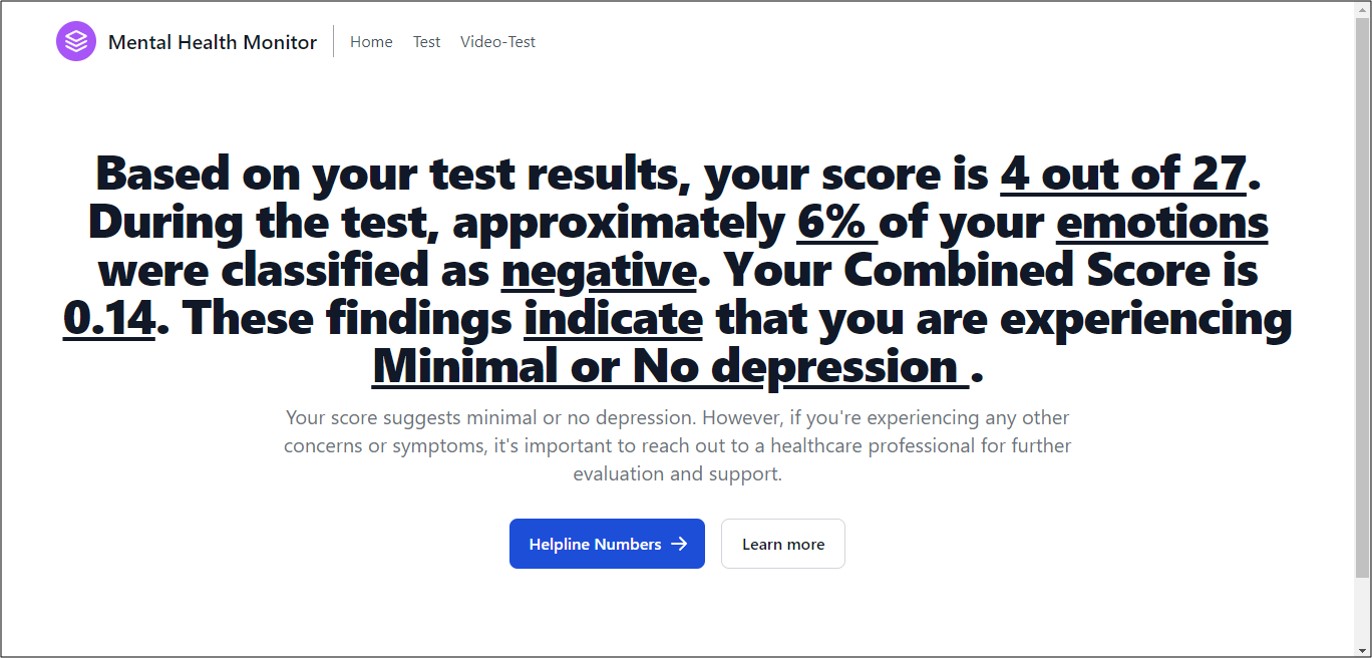 Mental Health Monitor Home Test Video-Test
Based on your test results, your score is 4 out of 27.
During the test, approximately 6% of your emotions
were classified as negative. Your Combined Score is
0.14. These findings indicate that you are experiencing
Minimal or No depression .
Your score suggests minimal or no depression. However, if you're experiencing any other
concerns or symptoms, it's important to reach out to a healthcare professional for further
evaluation and support.
Helpline Numbers → Learn more